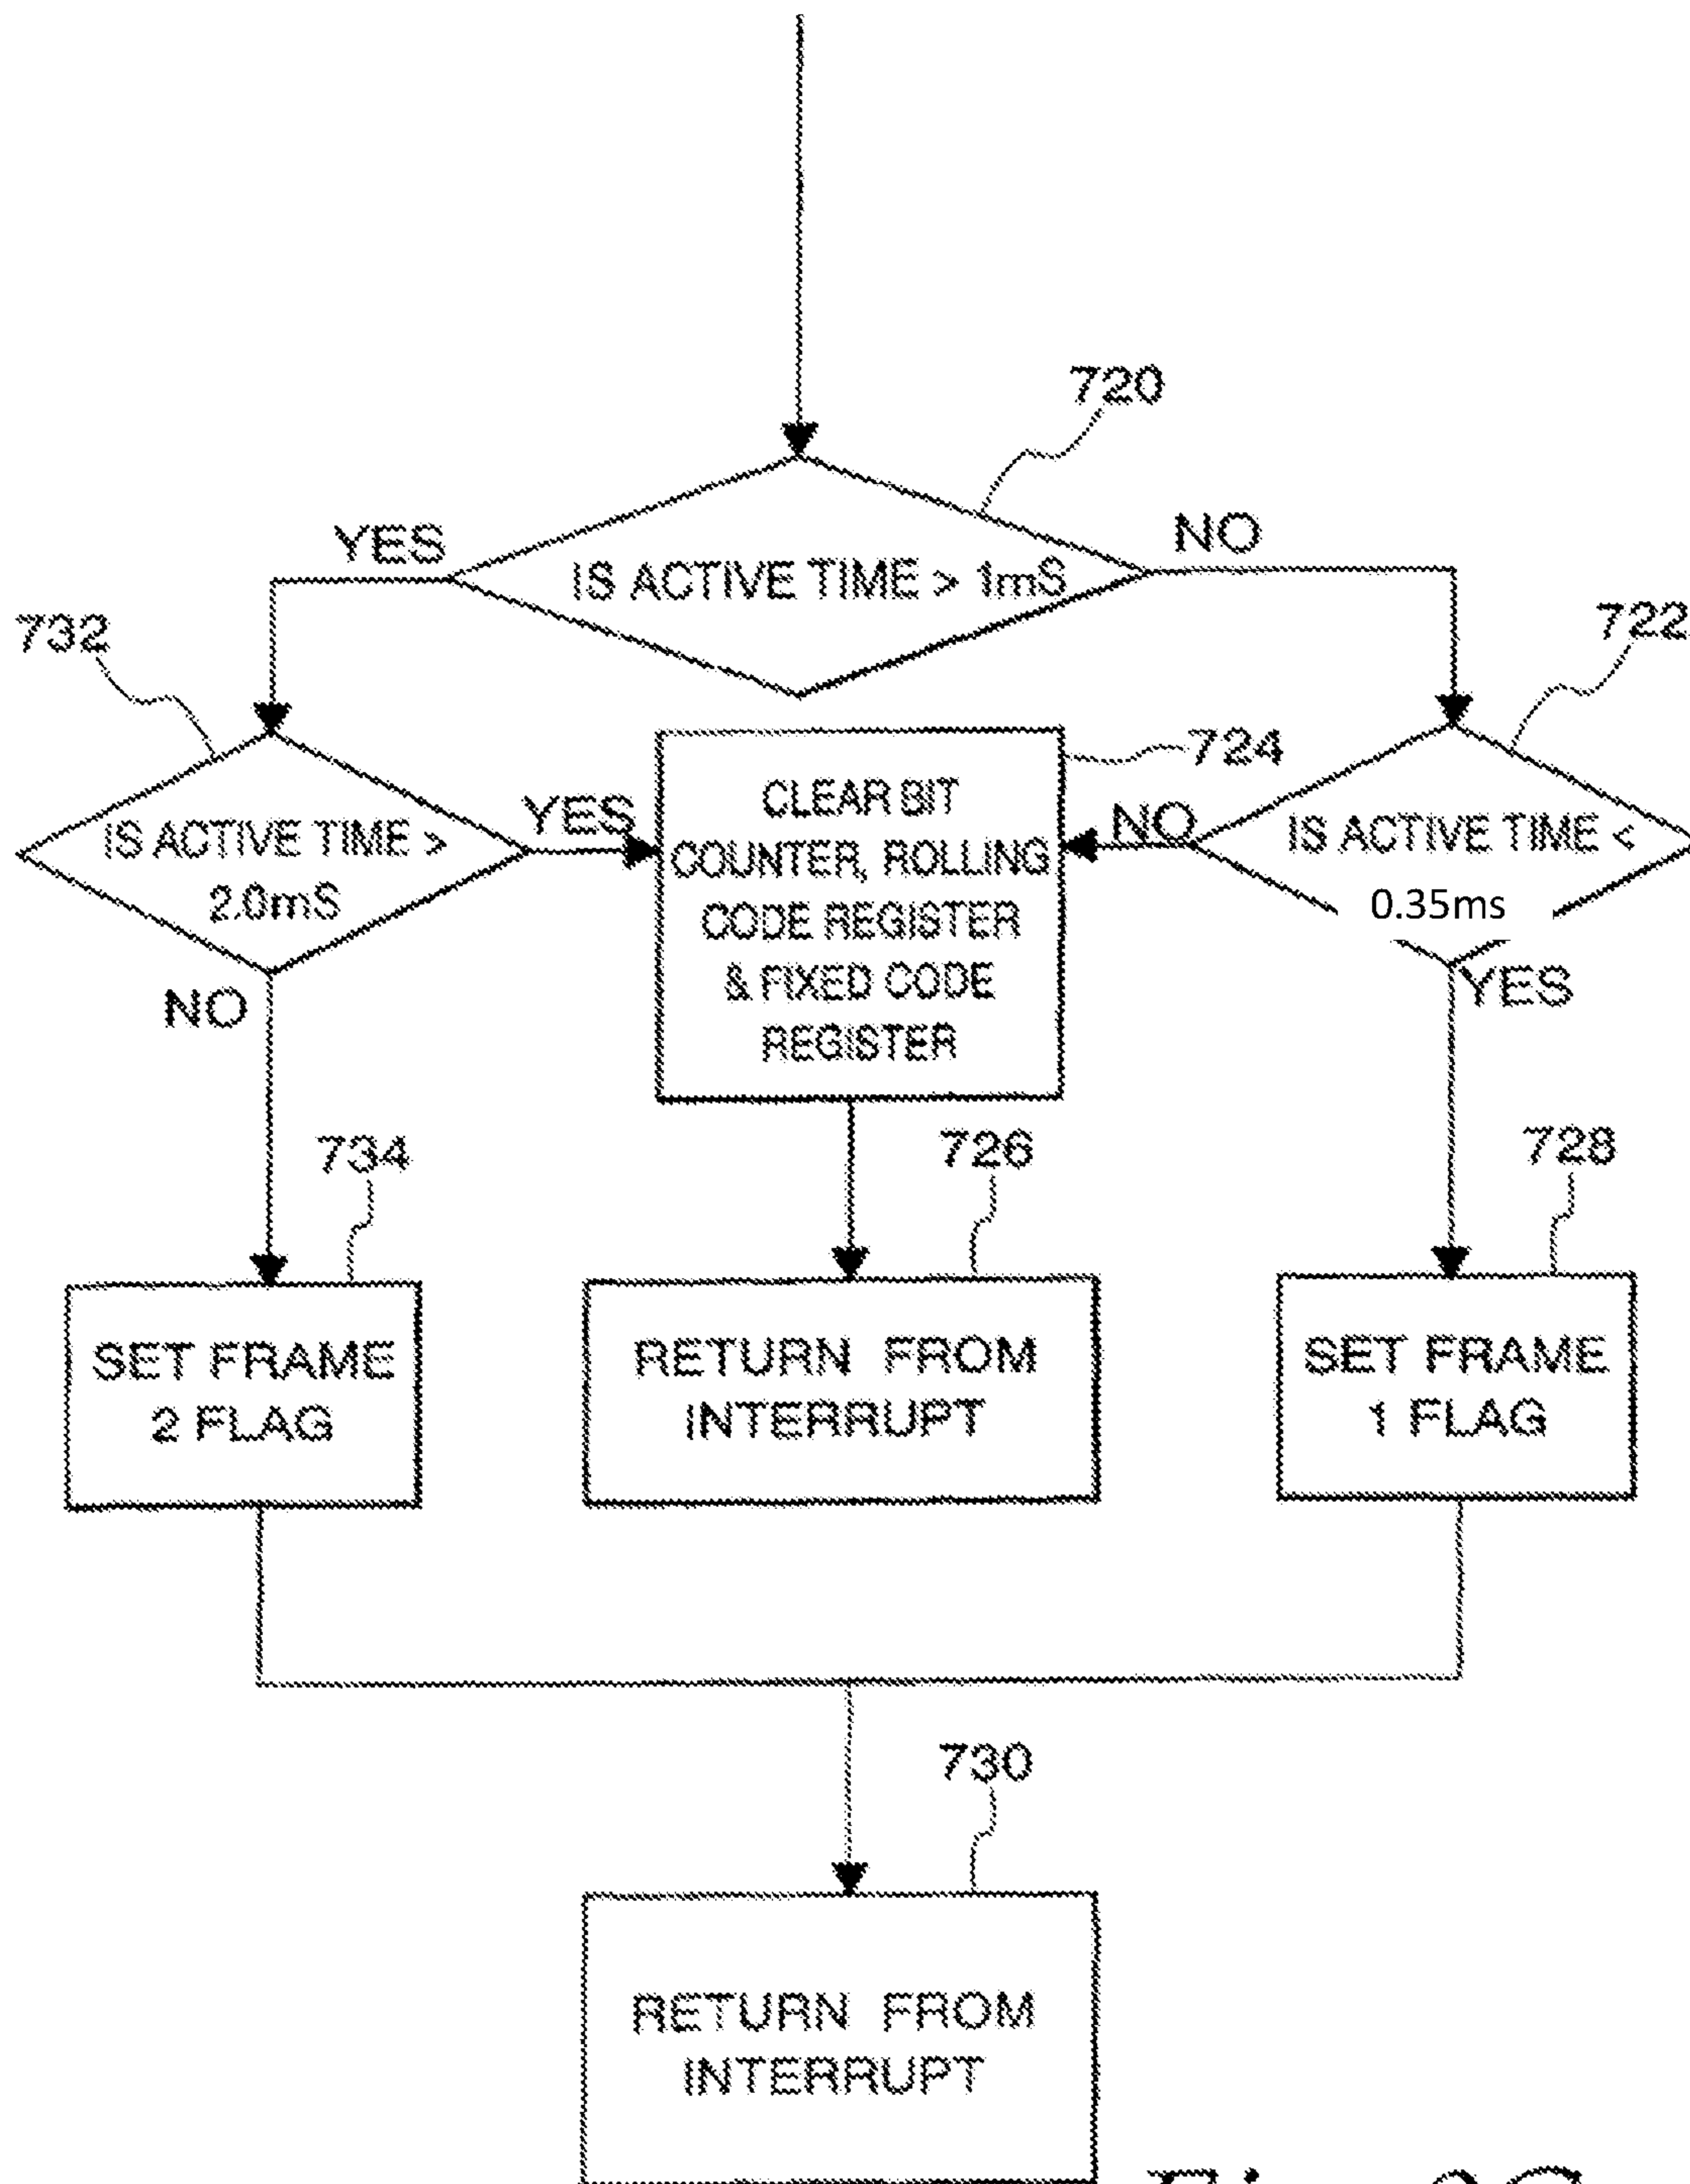 720
YES
NO
IS ACTIVE TIME > 1mS
732
722
724
IS ACTIVE TIME >
2.0mS
YES
CLEAR BIT
COUNTER, ROLLING
CODE REGISTER
& FIXED CODE
REGISTER
NO
IS ACTIVE TIME <
0.35ms
NO
YES
734
726
728
SET FRAME
2 FLAG
RETURN FROM
INTERRUPT
SET FRAME
1 FLAG
730
RETURN FROM
INTERRUPT